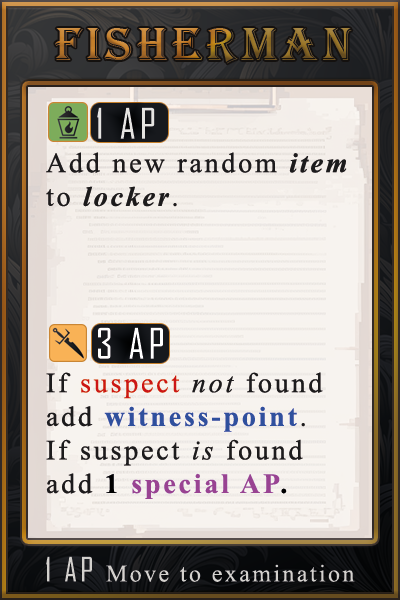 FISHERMAN
1 AP
Add new random item
to locker.
3 AP
If suspect not found
add witness-point.
If suspect is found
add 1 special AP.
1 AP Move to examination